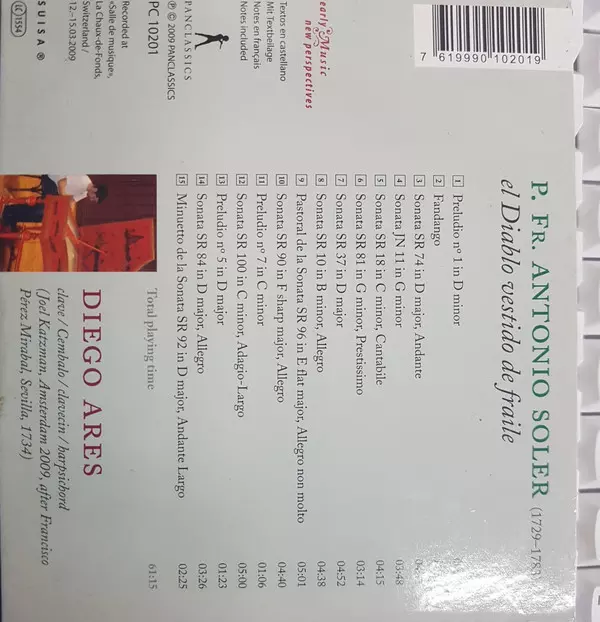 P. FR. ANTONIO SOLER (1729–1783
el Diablo vestido de fraile
1 Preludio nº 1 in D minor
2 Fandango
3 Sonata SR 74 in D major, Andante
4 Sonata JN 11 in G minor 03:48
5 Sonata SR 18 in C minor, Cantabile 04:15
6 Sonata SR 81 in G minor, Prestissimo 03:14
7 Sonata SR 37 in D major 04:52
8 Sonata SR 10 in B minor, Allegro 04:38
9 Pastoral de la Sonata SR 96 in E flat major, Allegro non molto 05:01
10 Sonata SR 90 in F sharp major, Allegro 04:40
11 Preludio nº 7 in C minor 01:06
12 Sonata SR 100 in C minor, Adagio-Largo 05:00
13 Preludio nº 5 in D major 01:23
14 Sonata SR 84 in D major, Allegro 03:26
15 Minuetto de la Sonata SR 92 in D major, Andante Largo 02:25
Total playing time 61:15
DIEGO ARES
clave / Cembalo / clavecin / harpsichord
(Joel Katzman, Amsterdam 2009, after Francisco
Pérez Mirabal, Sevilla, 1734)
7 619990 102019
early Music
new perspectives
Textos en castellano
Mit Textbeilage
Notes en français
Notes included
PANCLASSICS
℗ © 2009 PANCLASSICS
PC 10201
Recorded at
«Salle de musique»,
La Chaux-de-Fonds,
Switzerland /
12.–15.03.2009
SUISA ®
LC 1554